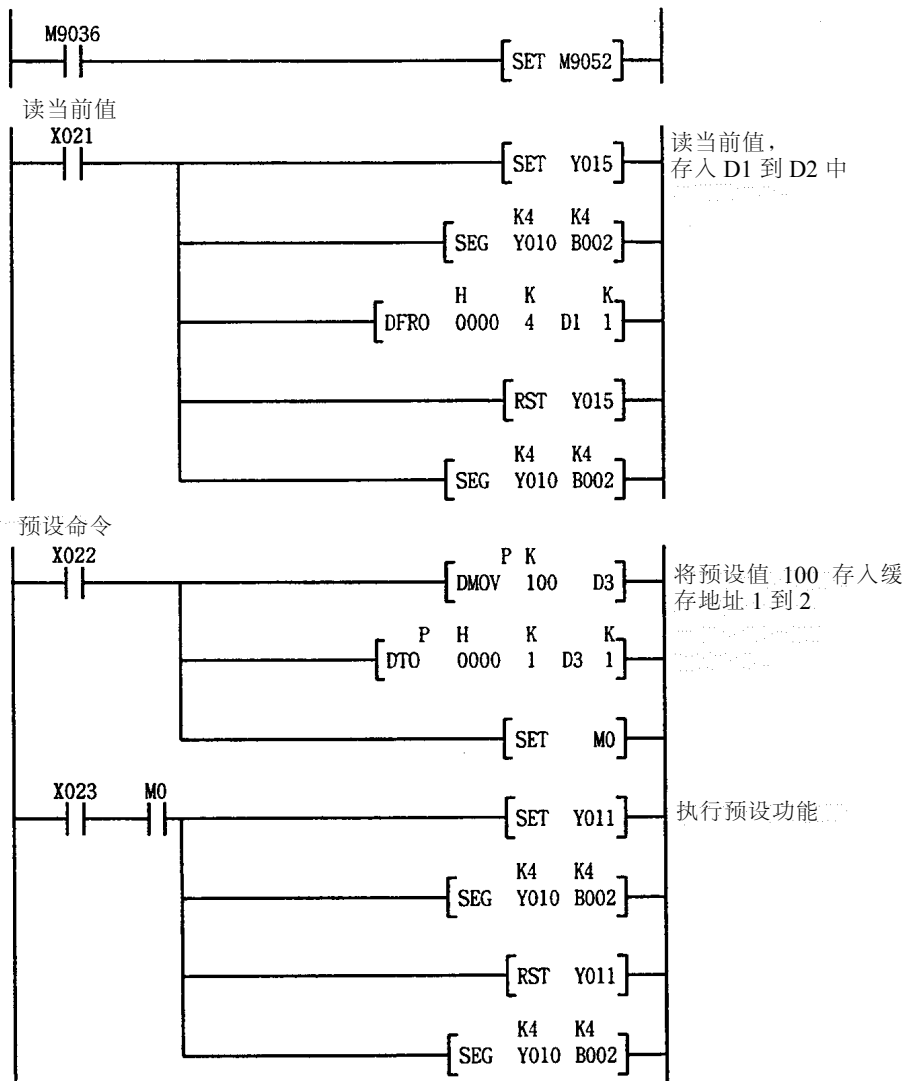 M9036
SET M9052
读当前值
X021
SET Y015
读当前值，
存入 D1 到 D2 中
K4 K4
SEG Y010 B002
H K K
DFRO 0000 4 D1 1
RST Y015
K4 K4
SEG Y010 B002
预设命令
X022
P K
DMOV 100 D3
将预设值 100 存入缓
存地址 1 到 2
P H K K
DTO 0000 1 D3 1
SET M0
X023 M0
SET Y011
执行预设功能
K4 K4
SEG Y010 B002
RST Y011
K4 K4
SEG Y010 B002